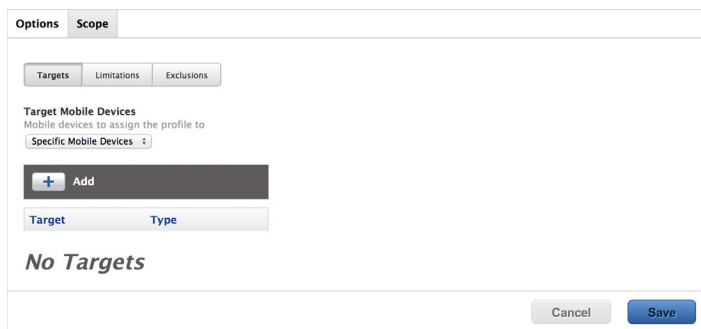 Options Scope
Targets Limitations Exclusions
Target Mobile Devices
Mobile devices to assign the profile to
Specific Mobile Devices
+ Add
Target Type
No Targets
Cancel Save